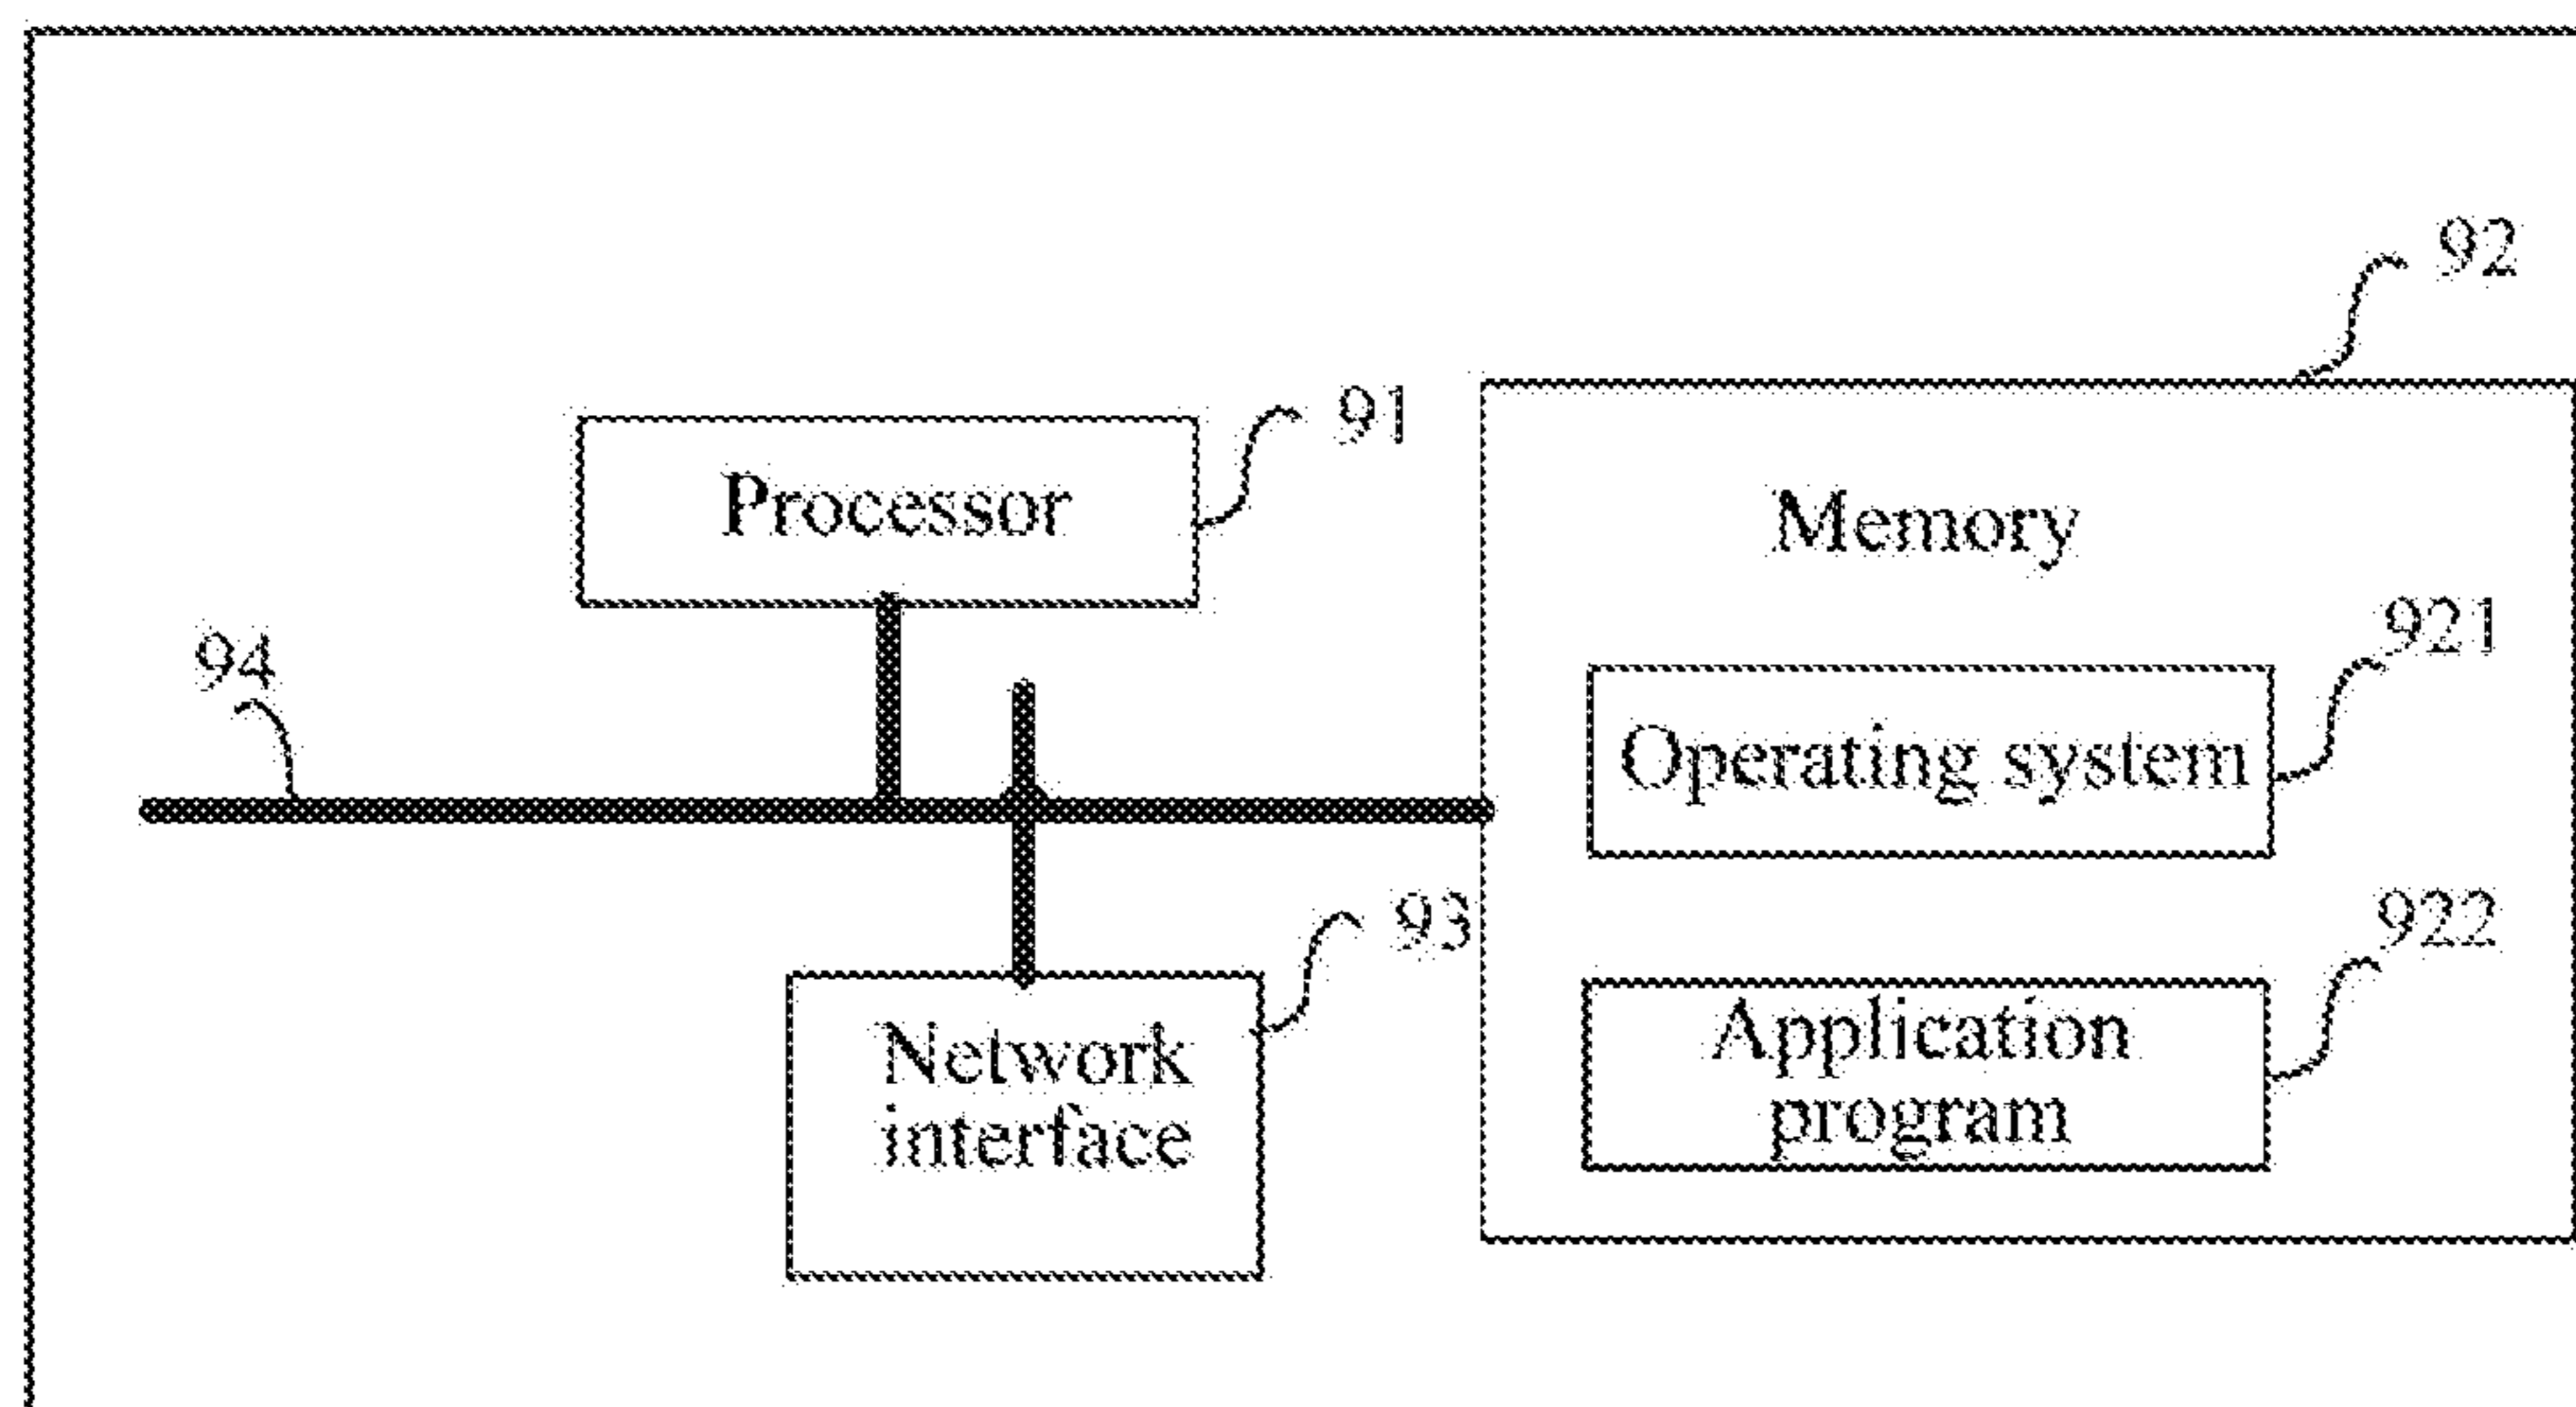 92
91
Processor
Memory
94
921
Operating system
93
922
Network
interface
Application
program